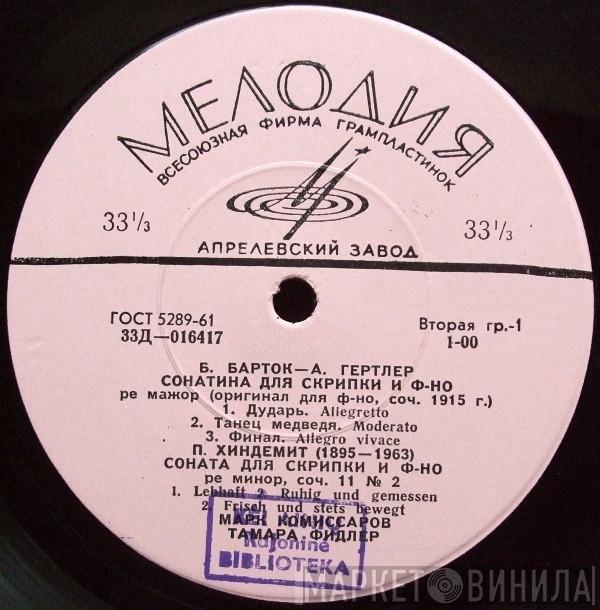 МЕЛОДИЯ
ВСЕСОЮЗНАЯ ФИРМА ГРАМПЛАСТИНОК
33⅓ 33⅓
АПРЕЛЕВСКИЙ ЗАВОД
ГОСТ 5289-61 Вторая гр.-1
33Д—016417 1-00
Б. БАРТОК—А. ГЕРТЛЕР
СОНАТИНА ДЛЯ СКРИПКИ И Ф-НО
ре мажор (оригинал для ф-но, соч. 1915 г.)
1. Дударь. Allegretto
2. Танец медведя. Moderato
3. Финал. Allegro vivace
П. ХИНДЕМИТ (1895—1963)
СОНАТА ДЛЯ СКРИПКИ И Ф-НО
ре минор, соч. 11 № 2
1. Lebhaft 2. Ruhig und gemessen
2. Frisch und stets bewegt
МАРК КОМИССАРОВ
ТАМАРА ФИДЛЕР
Rajoninė
BIBLIOTEKA
МАРКЕТ ВИНИЛА